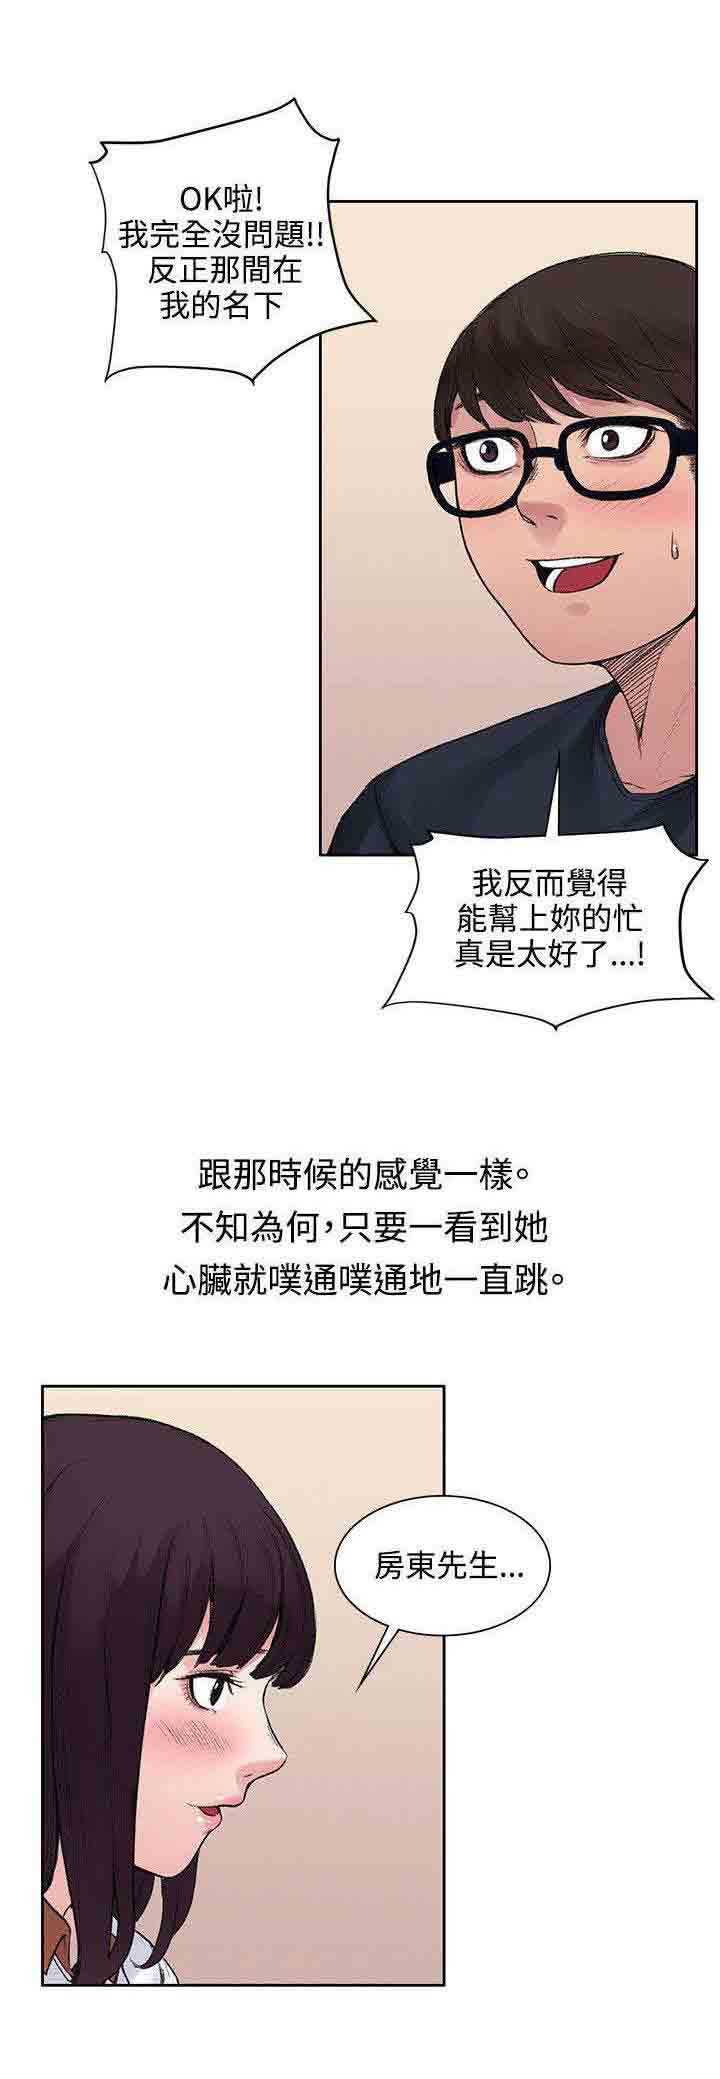 OK啦!
我完全沒問題!!
反正那間在
我的名下
我反而覺得
能幫上妳的忙
真是太好了...!
跟那時候的感覺一樣。
不知為何,只要一看到她
心臟就噗通噗通地一直跳。
房東先生...